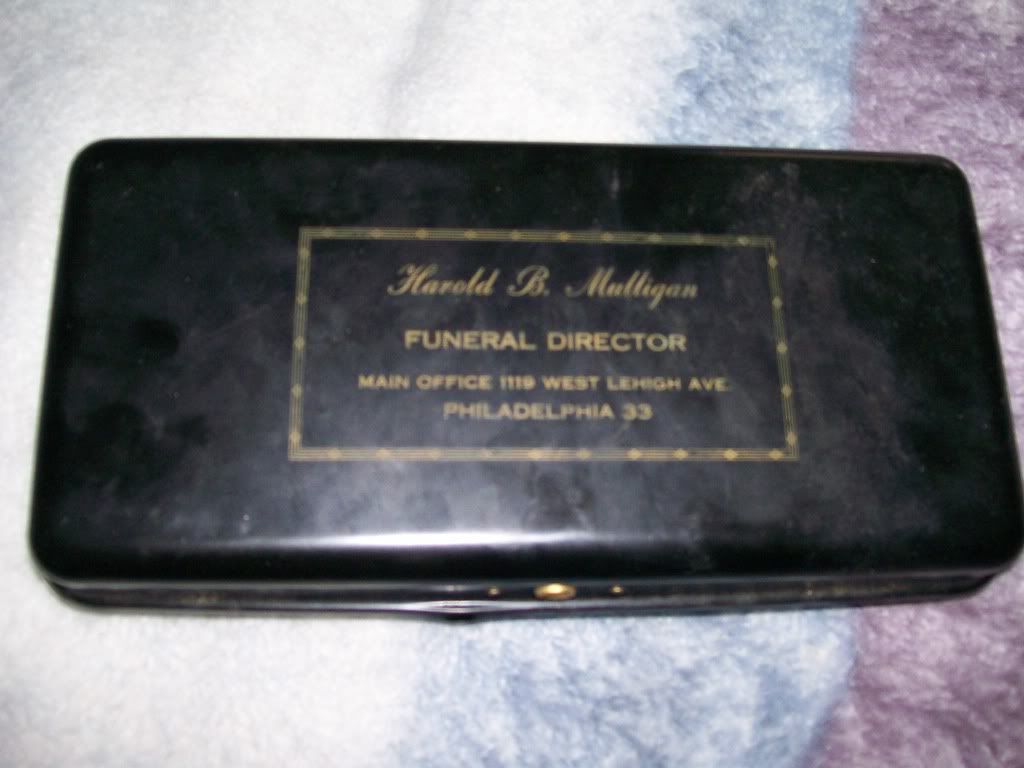 Harold B. Mulligan
FUNERAL DIRECTOR
MAIN OFFICE 1119 WEST LEHIGH AVE.
PHILADELPHIA 33